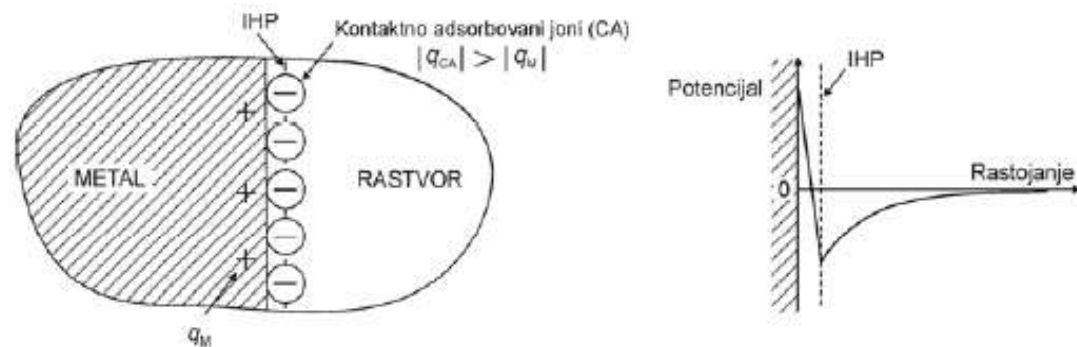 IHP
Kontaktno adsorbovani joni (CA)
|q_CA| > |q_M|
METAL
RASTVOR
q_M
Potencijal
IHP
0
Rastojanje